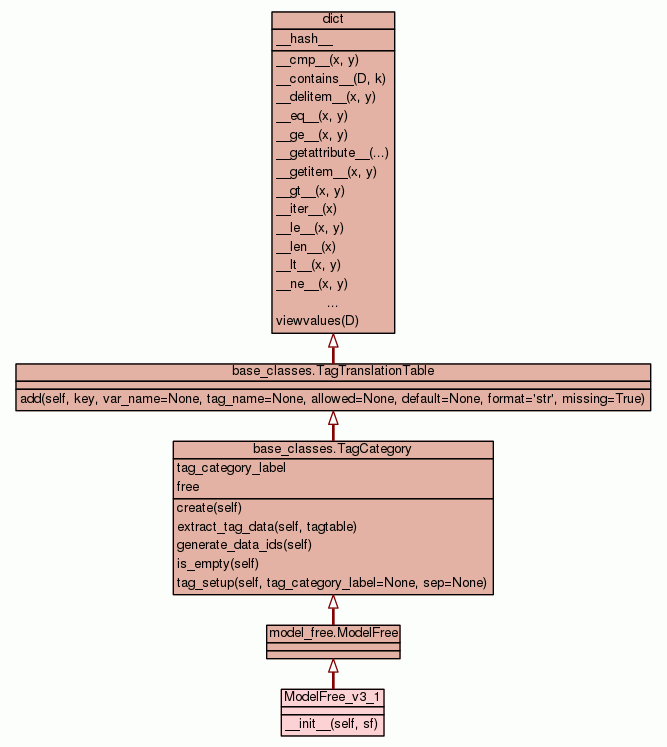 dict
__hash__
__cmp__(x, y)
__contains__(D, k)
__delitem__(x, y)
__eq__(x, y)
__ge__(x, y)
__getattribute__(...)
__getitem__(x, y)
__gt__(x, y)
__iter__(x)
__le__(x, y)
__len__(x)
__lt__(x, y)
__ne__(x, y)
...
viewvalues(D)
base_classes.TagTranslationTable
add(self, key, var_name=None, tag_name=None, allowed=None, default=None, format='str', missing=True)
base_classes.TagCategory
tag_category_label
free
create(self)
extract_tag_data(self, tagtable)
generate_data_ids(self)
is_empty(self)
tag_setup(self, tag_category_label=None, sep=None)
model_free.ModelFree
ModelFree_v3_1
__init__(self, sf)